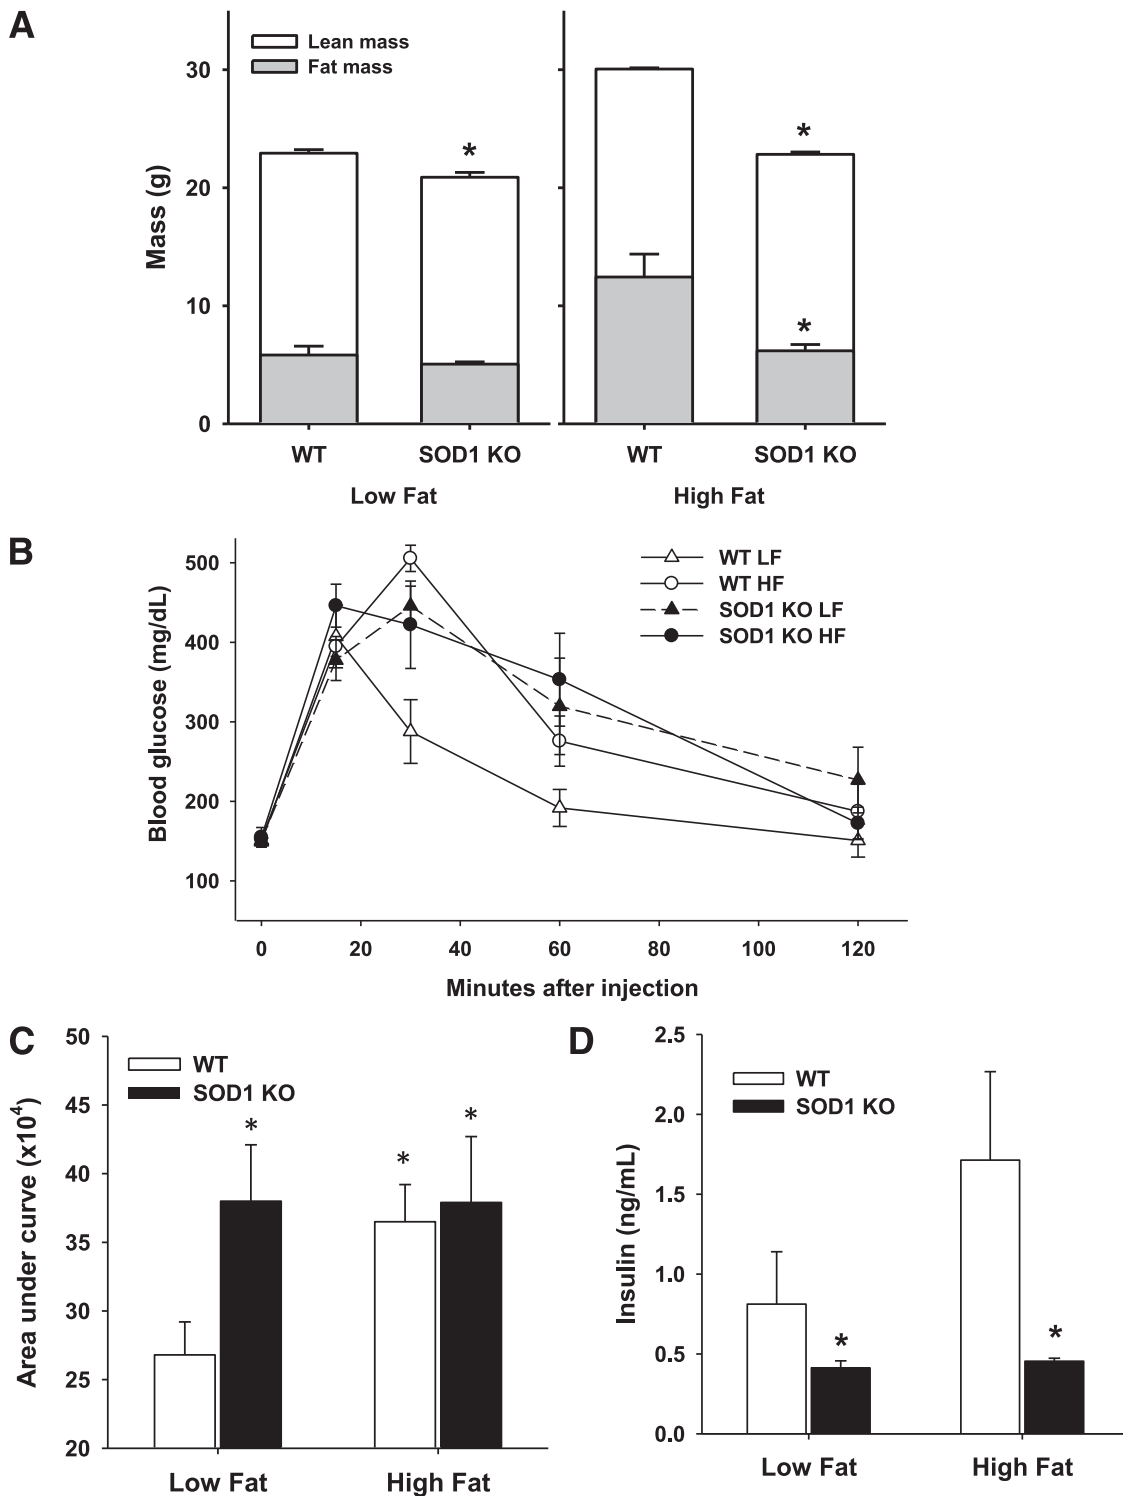 A
Lean mass
Fat mass
Mass (g)
30
20
10
0
*
*
*
WT
SOD1 KO
WT
SOD1 KO
Low Fat
High Fat
B
WT LF
WT HF
SOD1 KO LF
SOD1 KO HF
Blood glucose (mg/dL)
500
400
300
200
100
0
20
40
60
80
100
120
Minutes after injection
C
WT
SOD1 KO
Area under curve (x10⁴)
50
45
40
35
30
25
20
*
*
*
Low Fat
High Fat
D
WT
SOD1 KO
Insulin (ng/mL)
2.5
2.0
1.5
1.0
0.5
0.0
*
*
Low Fat
High Fat